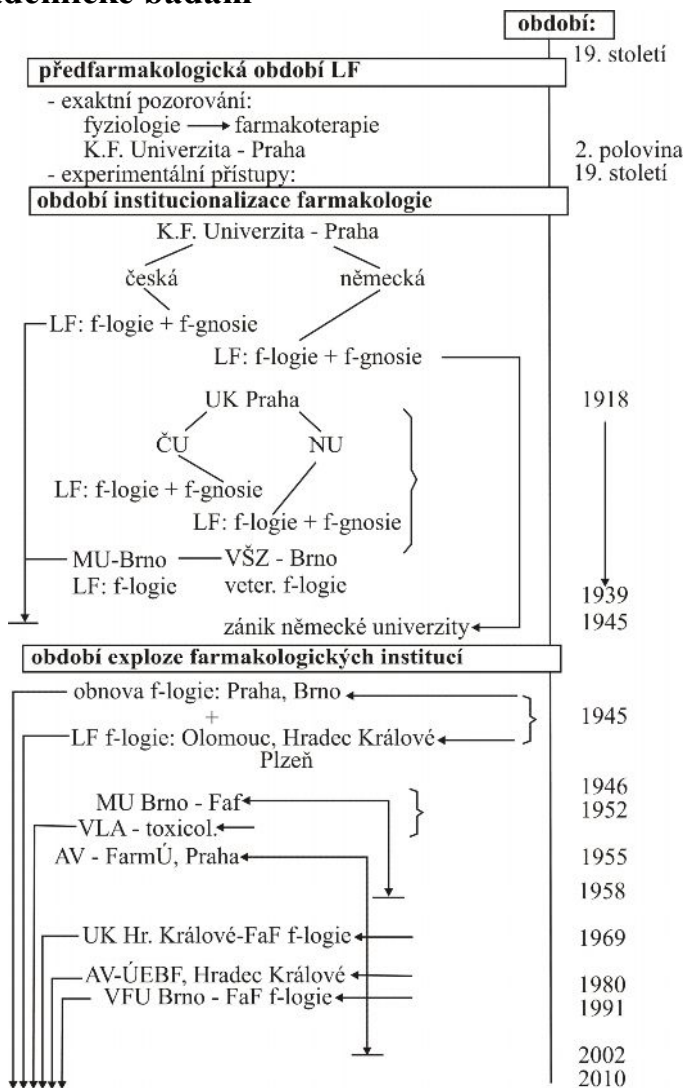 období:
19. století
předfarmakologická období LF
- exaktní pozorování:
fyziologie → farmakoterapie
K.F. Univerzita - Praha
2. polovina
- experimentální přístupy:
19. století
období institucionalizace farmakologie
K.F. Univerzita - Praha
česká
německá
LF: f-logie + f-gnosie
LF: f-logie + f-gnosie
UK Praha
1918
ČU
NU
LF: f-logie + f-gnosie
LF: f-logie + f-gnosie
MU-Brno
VŠZ - Brno
LF: f-logie
veter. f-logie
1939
zánik německé univerzity
1945
období exploze farmakologických institucí
obnova f-logie: Praha, Brno
+
1945
LF f-logie: Olomouc, Hradec Králové
Plzeň
1946
MU Brno - Faf
1952
VLA - toxicol.
AV - FarmÚ, Praha
1955
1958
UK Hr. Králové-FaF f-logie
1969
AV-ÚEBF, Hradec Králové
1980
VFU Brno - FaF f-logie
1991
2002
2010